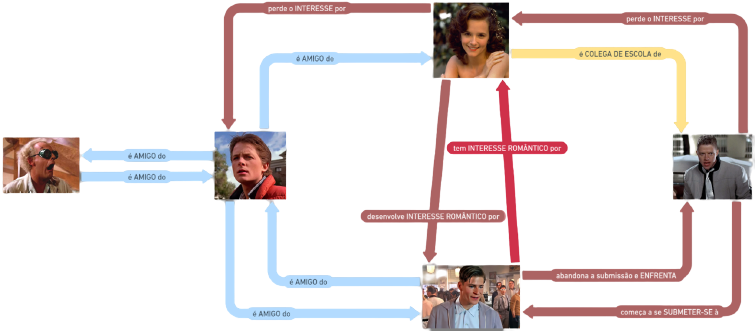 perde o INTERESSE por
perde o INTERESSE por
é AMIGO do
é COLEGA DE ESCOLA de
é AMIGO do
é AMIGO do
tem INTERESSE ROMÂNTICO por
desenvolve INTERESSE ROMÂNTICO por
é AMIGO do
abandona a submissão e ENFRENTA
é AMIGO do
começa a se SUBMETER-SE à